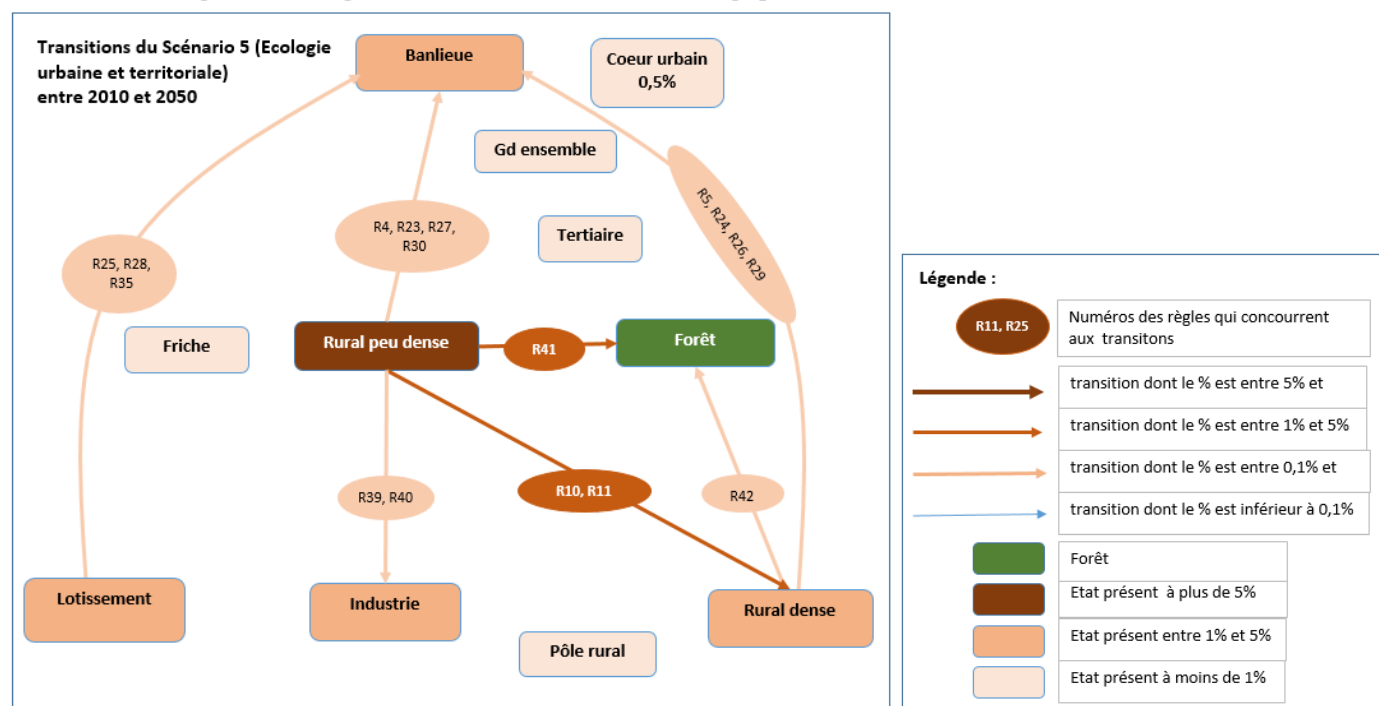 Transitions du Scénario 5 (Ecologie
urbaine et territoriale)
entre 2010 et 2050
Banlieue
Coeur urbain
0,5%
Gd ensemble
Tertiaire
R4, R23, R27,
R30
R5, R24, R26, R29
R25, R28,
R35
Friche
Rural peu dense
R41
Forêt
R39, R40
R10, R11
R42
Lotissement
Industrie
Rural dense
Pôle rural
Légende :
R11, R25
Numéros des règles qui concourrent
aux transitons
transition dont le % est entre 5% et
transition dont le % est entre 1% et 5%
transition dont le % est entre 0,1% et
transition dont le % est inférieur à 0,1%
Forêt
Etat présent à plus de 5%
Etat présent entre 1% et 5%
Etat présent à moins de 1%